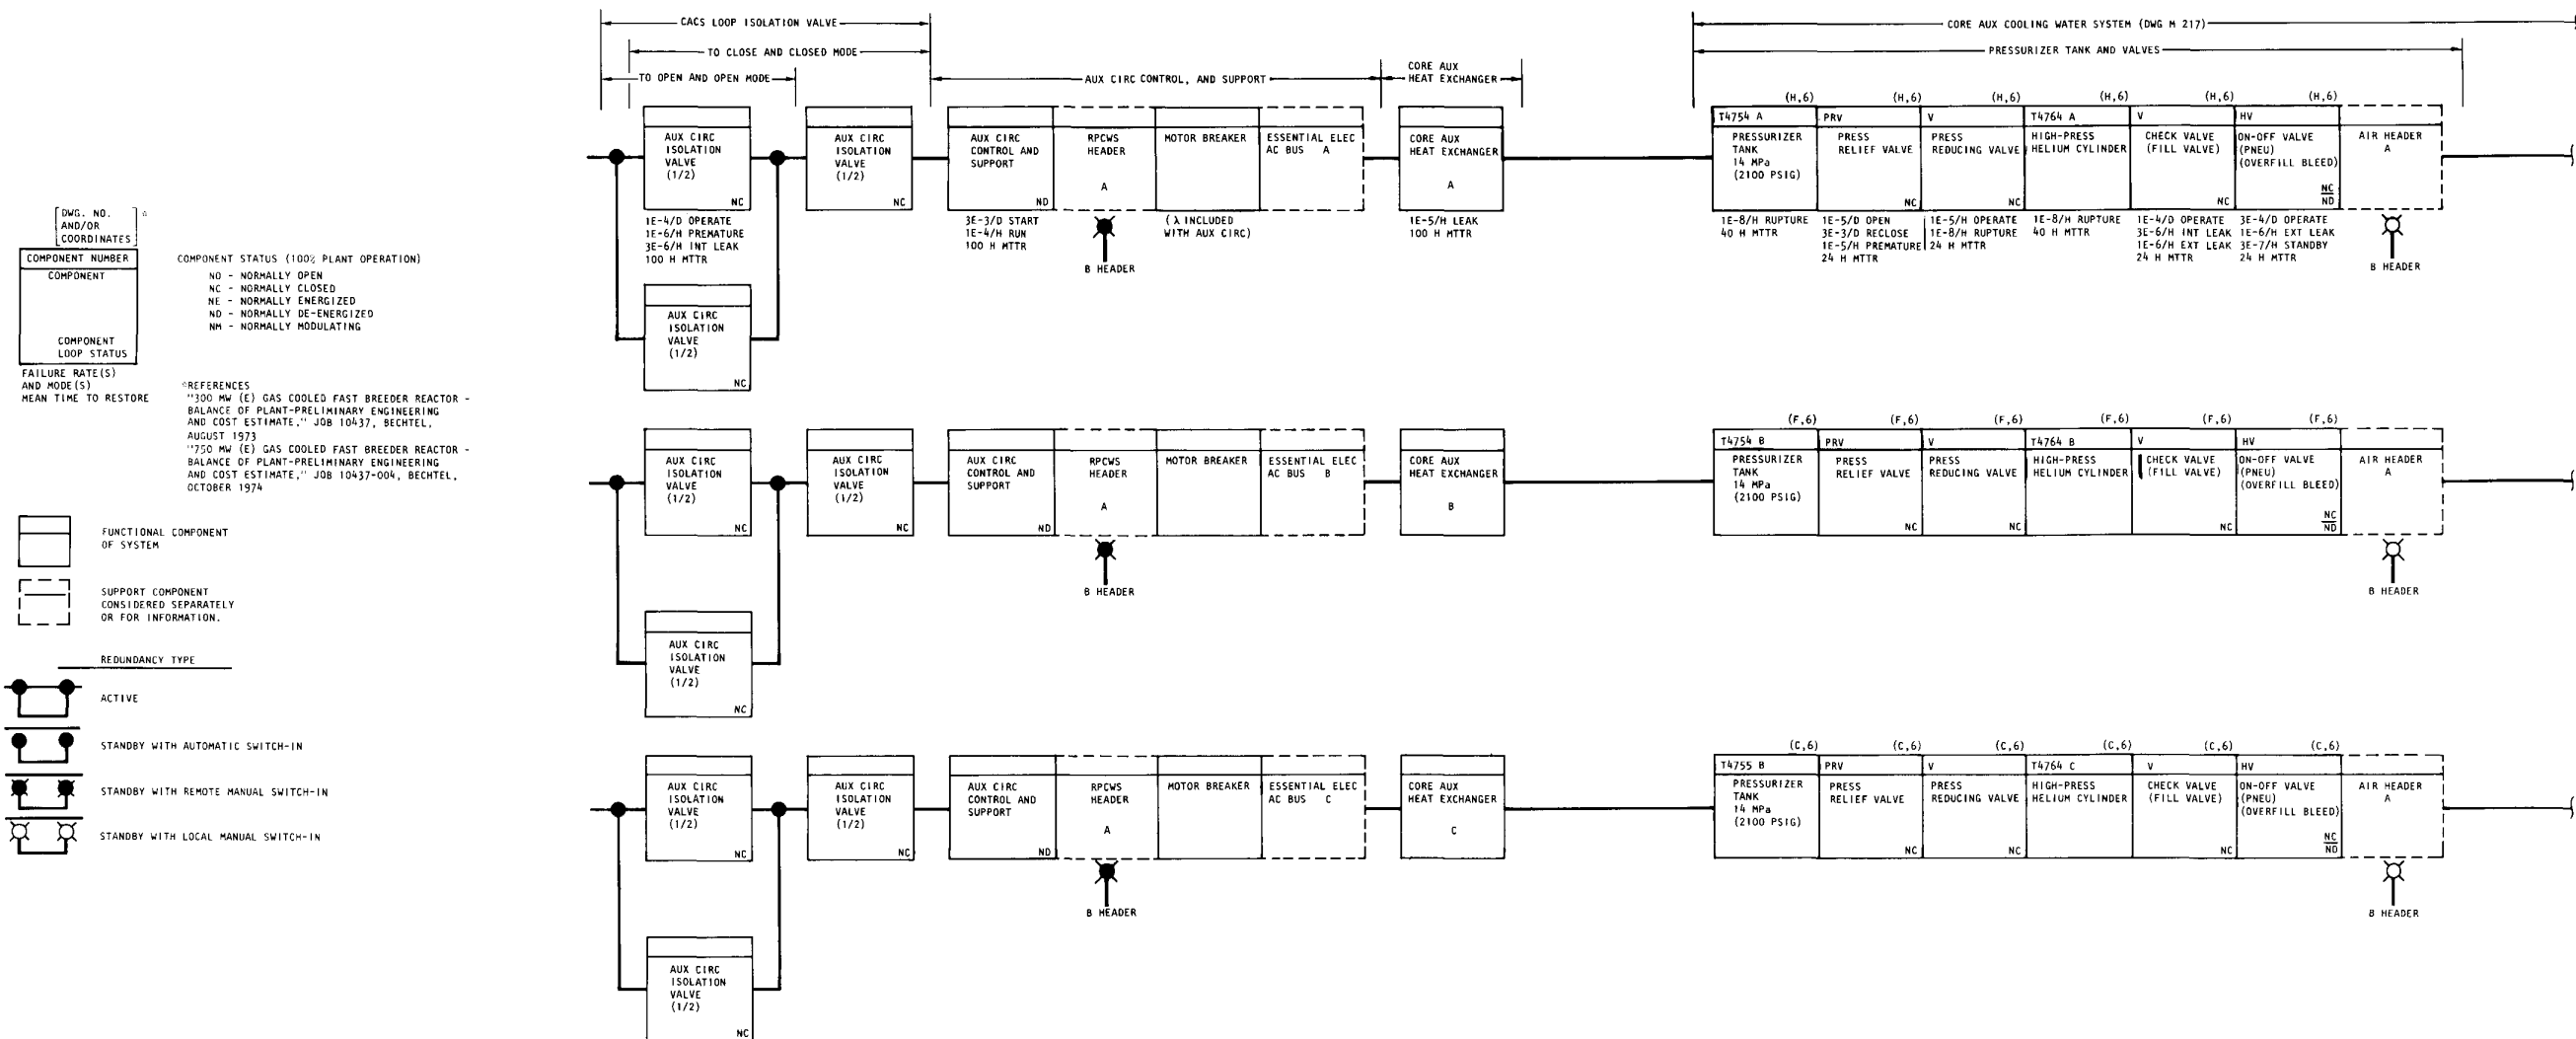 CACS LOOP ISOLATION VALVE
TO CLOSE AND CLOSED MODE
TO OPEN AND OPEN MODE
AUX CIRC CONTROL, AND SUPPORT
CORE AUX
HEAT EXCHANGER
CORE AUX COOLING WATER SYSTEM (DWG M 217)
PRESSURIZER TANK AND VALVES
[DWG. NO.
AND/OR
COORDINATES] *
COMPONENT NUMBER
COMPONENT
COMPONENT
LOOP STATUS
FAILURE RATE(S)
AND MODE(S)
MEAN TIME TO RESTORE
COMPONENT STATUS (100% PLANT OPERATION)
NO - NORMALLY OPEN
NC - NORMALLY CLOSED
NE - NORMALLY ENERGIZED
ND - NORMALLY DE-ENERGIZED
NM - NORMALLY MODULATING
*REFERENCES
"300 MW (E) GAS COOLED FAST BREEDER REACTOR -
BALANCE OF PLANT-PRELIMINARY ENGINEERING
AND COST ESTIMATE," JOB 10437, BECHTEL,
AUGUST 1973
"750 MW (E) GAS COOLED FAST BREEDER REACTOR -
BALANCE OF PLANT-PRELIMINARY ENGINEERING
AND COST ESTIMATE," JOB 10437-004, BECHTEL,
OCTOBER 1974
FUNCTIONAL COMPONENT
OF SYSTEM
SUPPORT COMPONENT
CONSIDERED SEPARATELY
OR FOR INFORMATION.
REDUNDANCY TYPE
ACTIVE
STANDBY WITH AUTOMATIC SWITCH-IN
STANDBY WITH REMOTE MANUAL SWITCH-IN
STANDBY WITH LOCAL MANUAL SWITCH-IN
AUX CIRC
ISOLATION
VALVE
(1/2)
NC
1E-4/D OPERATE
1E-6/H PREMATURE
3E-6/H INT LEAK
100 H MTTR
AUX CIRC
ISOLATION
VALVE
(1/2)
NC
AUX CIRC
ISOLATION
VALVE
(1/2)
NC
AUX CIRC
CONTROL AND
SUPPORT
ND
3E-3/D START
1E-4/H RUN
100 H MTTR
RPCWS
HEADER
A
B HEADER
MOTOR BREAKER
(λ INCLUDED
WITH AUX CIRC)
ESSENTIAL ELEC
AC BUS A
CORE AUX
HEAT EXCHANGER
A
1E-5/H LEAK
100 H MTTR
(H,6)
T4754 A
PRESSURIZER
TANK
14 MPa
(2100 PSIG)
1E-8/H RUPTURE
40 H MTTR
(H,6)
PRV
PRESS
RELIEF VALVE
NC
1E-5/D OPEN
3E-3/D RECLOSE
1E-5/H PREMATURE
24 H MTTR
(H,6)
V
PRESS
REDUCING VALVE
NC
1E-5/H OPERATE
1E-8/H RUPTURE
24 H MTTR
(H,6)
T4764 A
HIGH-PRESS
HELIUM CYLINDER
1E-8/H RUPTURE
40 H MTTR
(H,6)
V
CHECK VALVE
(FILL VALVE)
NC
1E-4/D OPERATE
3E-6/H INT LEAK
1E-6/H EXT LEAK
24 H MTTR
(H,6)
HV
ON-OFF VALVE
(PNEU)
(OVERFILL BLEED)
NC
ND
3E-4/D OPERATE
1E-6/H EXT LEAK
3E-7/H STANDBY
24 H MTTR
AIR HEADER
A
B HEADER
AUX CIRC
ISOLATION
VALVE
(1/2)
NC
AUX CIRC
ISOLATION
VALVE
(1/2)
NC
AUX CIRC
ISOLATION
VALVE
(1/2)
NC
AUX CIRC
CONTROL AND
SUPPORT
ND
RPCWS
HEADER
A
B HEADER
MOTOR BREAKER
ESSENTIAL ELEC
AC BUS B
CORE AUX
HEAT EXCHANGER
B
(F,6)
T4754 B
PRESSURIZER
TANK
14 MPa
(2100 PSIG)
(F,6)
PRV
PRESS
RELIEF VALVE
NC
(F,6)
V
PRESS
REDUCING VALVE
NC
(F,6)
T4764 B
HIGH-PRESS
HELIUM CYLINDER
(F,6)
V
CHECK VALVE
(FILL VALVE)
NC
(F,6)
HV
ON-OFF VALVE
(PNEU)
(OVERFILL BLEED)
NC
ND
AIR HEADER
A
B HEADER
AUX CIRC
ISOLATION
VALVE
(1/2)
NC
AUX CIRC
ISOLATION
VALVE
(1/2)
NC
AUX CIRC
ISOLATION
VALVE
(1/2)
NC
AUX CIRC
CONTROL AND
SUPPORT
ND
RPCWS
HEADER
A
B HEADER
MOTOR BREAKER
ESSENTIAL ELEC
AC BUS C
CORE AUX
HEAT EXCHANGER
C
(C,6)
T4755 B
PRESSURIZER
TANK
14 MPa
(2100 PSIG)
(C,6)
PRV
PRESS
RELIEF VALVE
NC
(C,6)
V
PRESS
REDUCING VALVE
NC
(C,6)
T4764 C
HIGH-PRESS
HELIUM CYLINDER
(C,6)
V
CHECK VALVE
(FILL VALVE)
NC
(C,6)
HV
ON-OFF VALVE
(PNEU)
(OVERFILL BLEED)
NC
ND
AIR HEADER
A
B HEADER